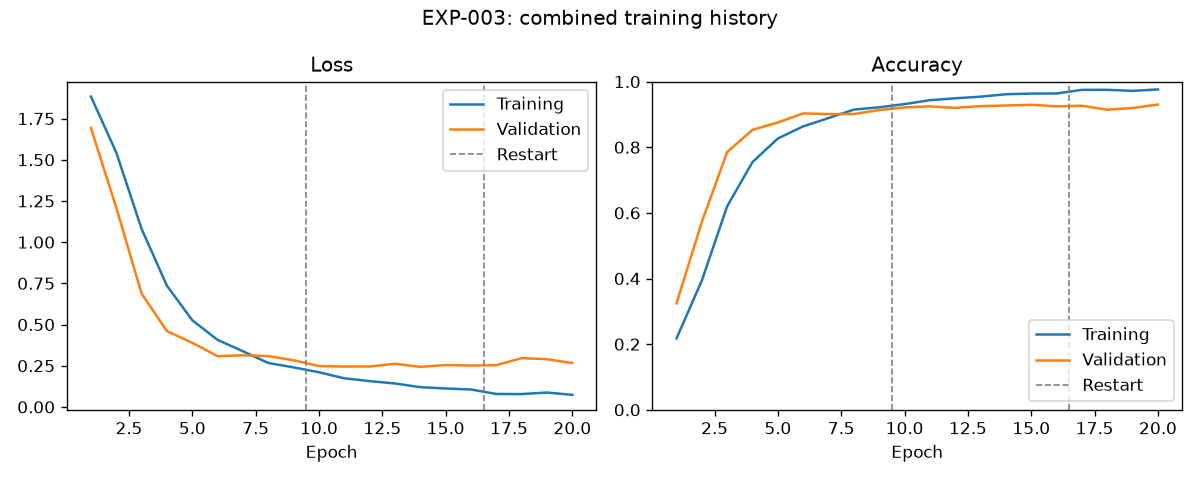 EXP-003: combined training history
Loss
1.75
1.50
1.25
1.00
0.75
0.50
0.25
0.00
Training
Validation
Restart
2.5 5.0 7.5 10.0 12.5 15.0 17.5 20.0
Epoch
Accuracy
1.0
0.8
0.6
0.4
0.2
0.0
Training
Validation
Restart
2.5 5.0 7.5 10.0 12.5 15.0 17.5 20.0
Epoch